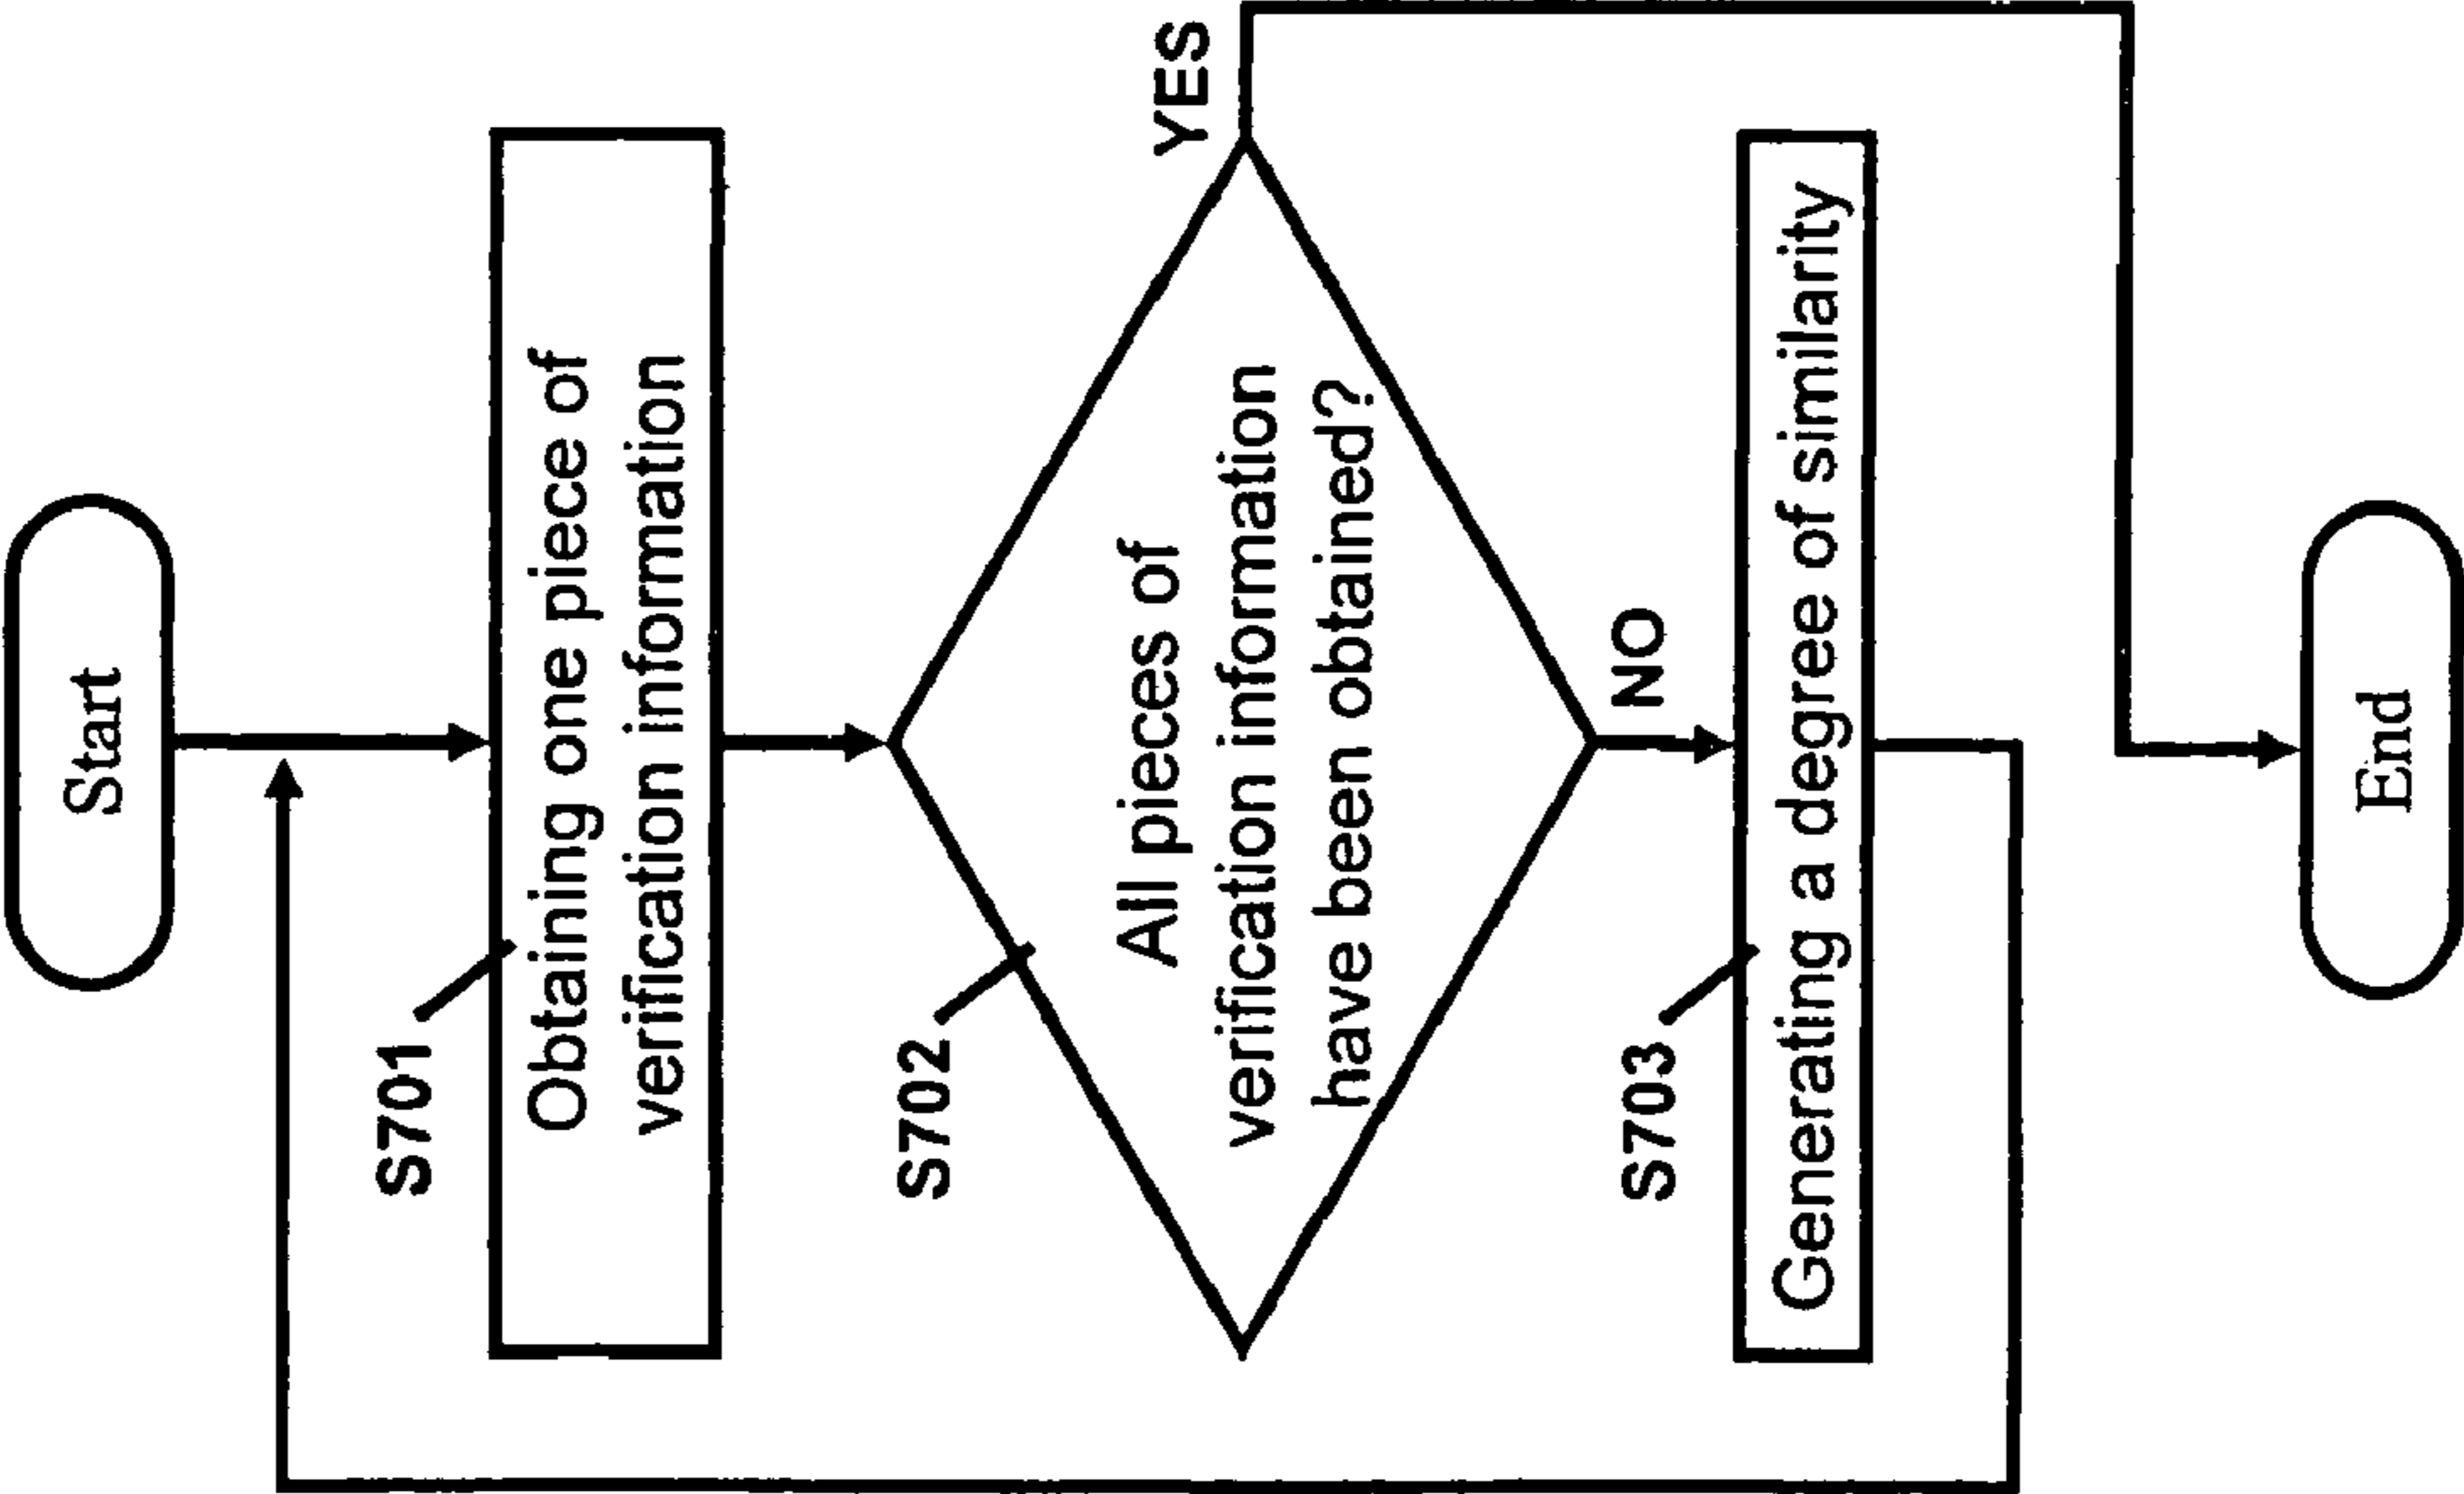 Start
S701
Obtaining one piece of
verification information
S702
All pieces of
verification information
have been obtained?
YES
NO
S703
Generating a degree of similarity
End